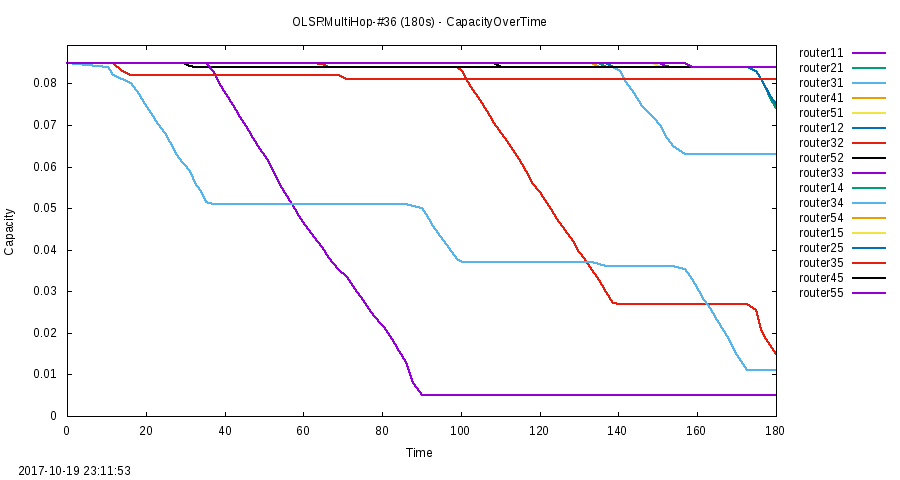 OLSRMultiHop-#36 (180s) - CapacityOverTime
Capacity
0.08
0.07
0.06
0.05
0.04
0.03
0.02
0.01
0
0 20 40 60 80 100 120 140 160 180
Time
router11
router21
router31
router41
router51
router12
router32
router52
router33
router14
router34
router54
router15
router25
router35
router45
router55
2017-10-19 23:11:53